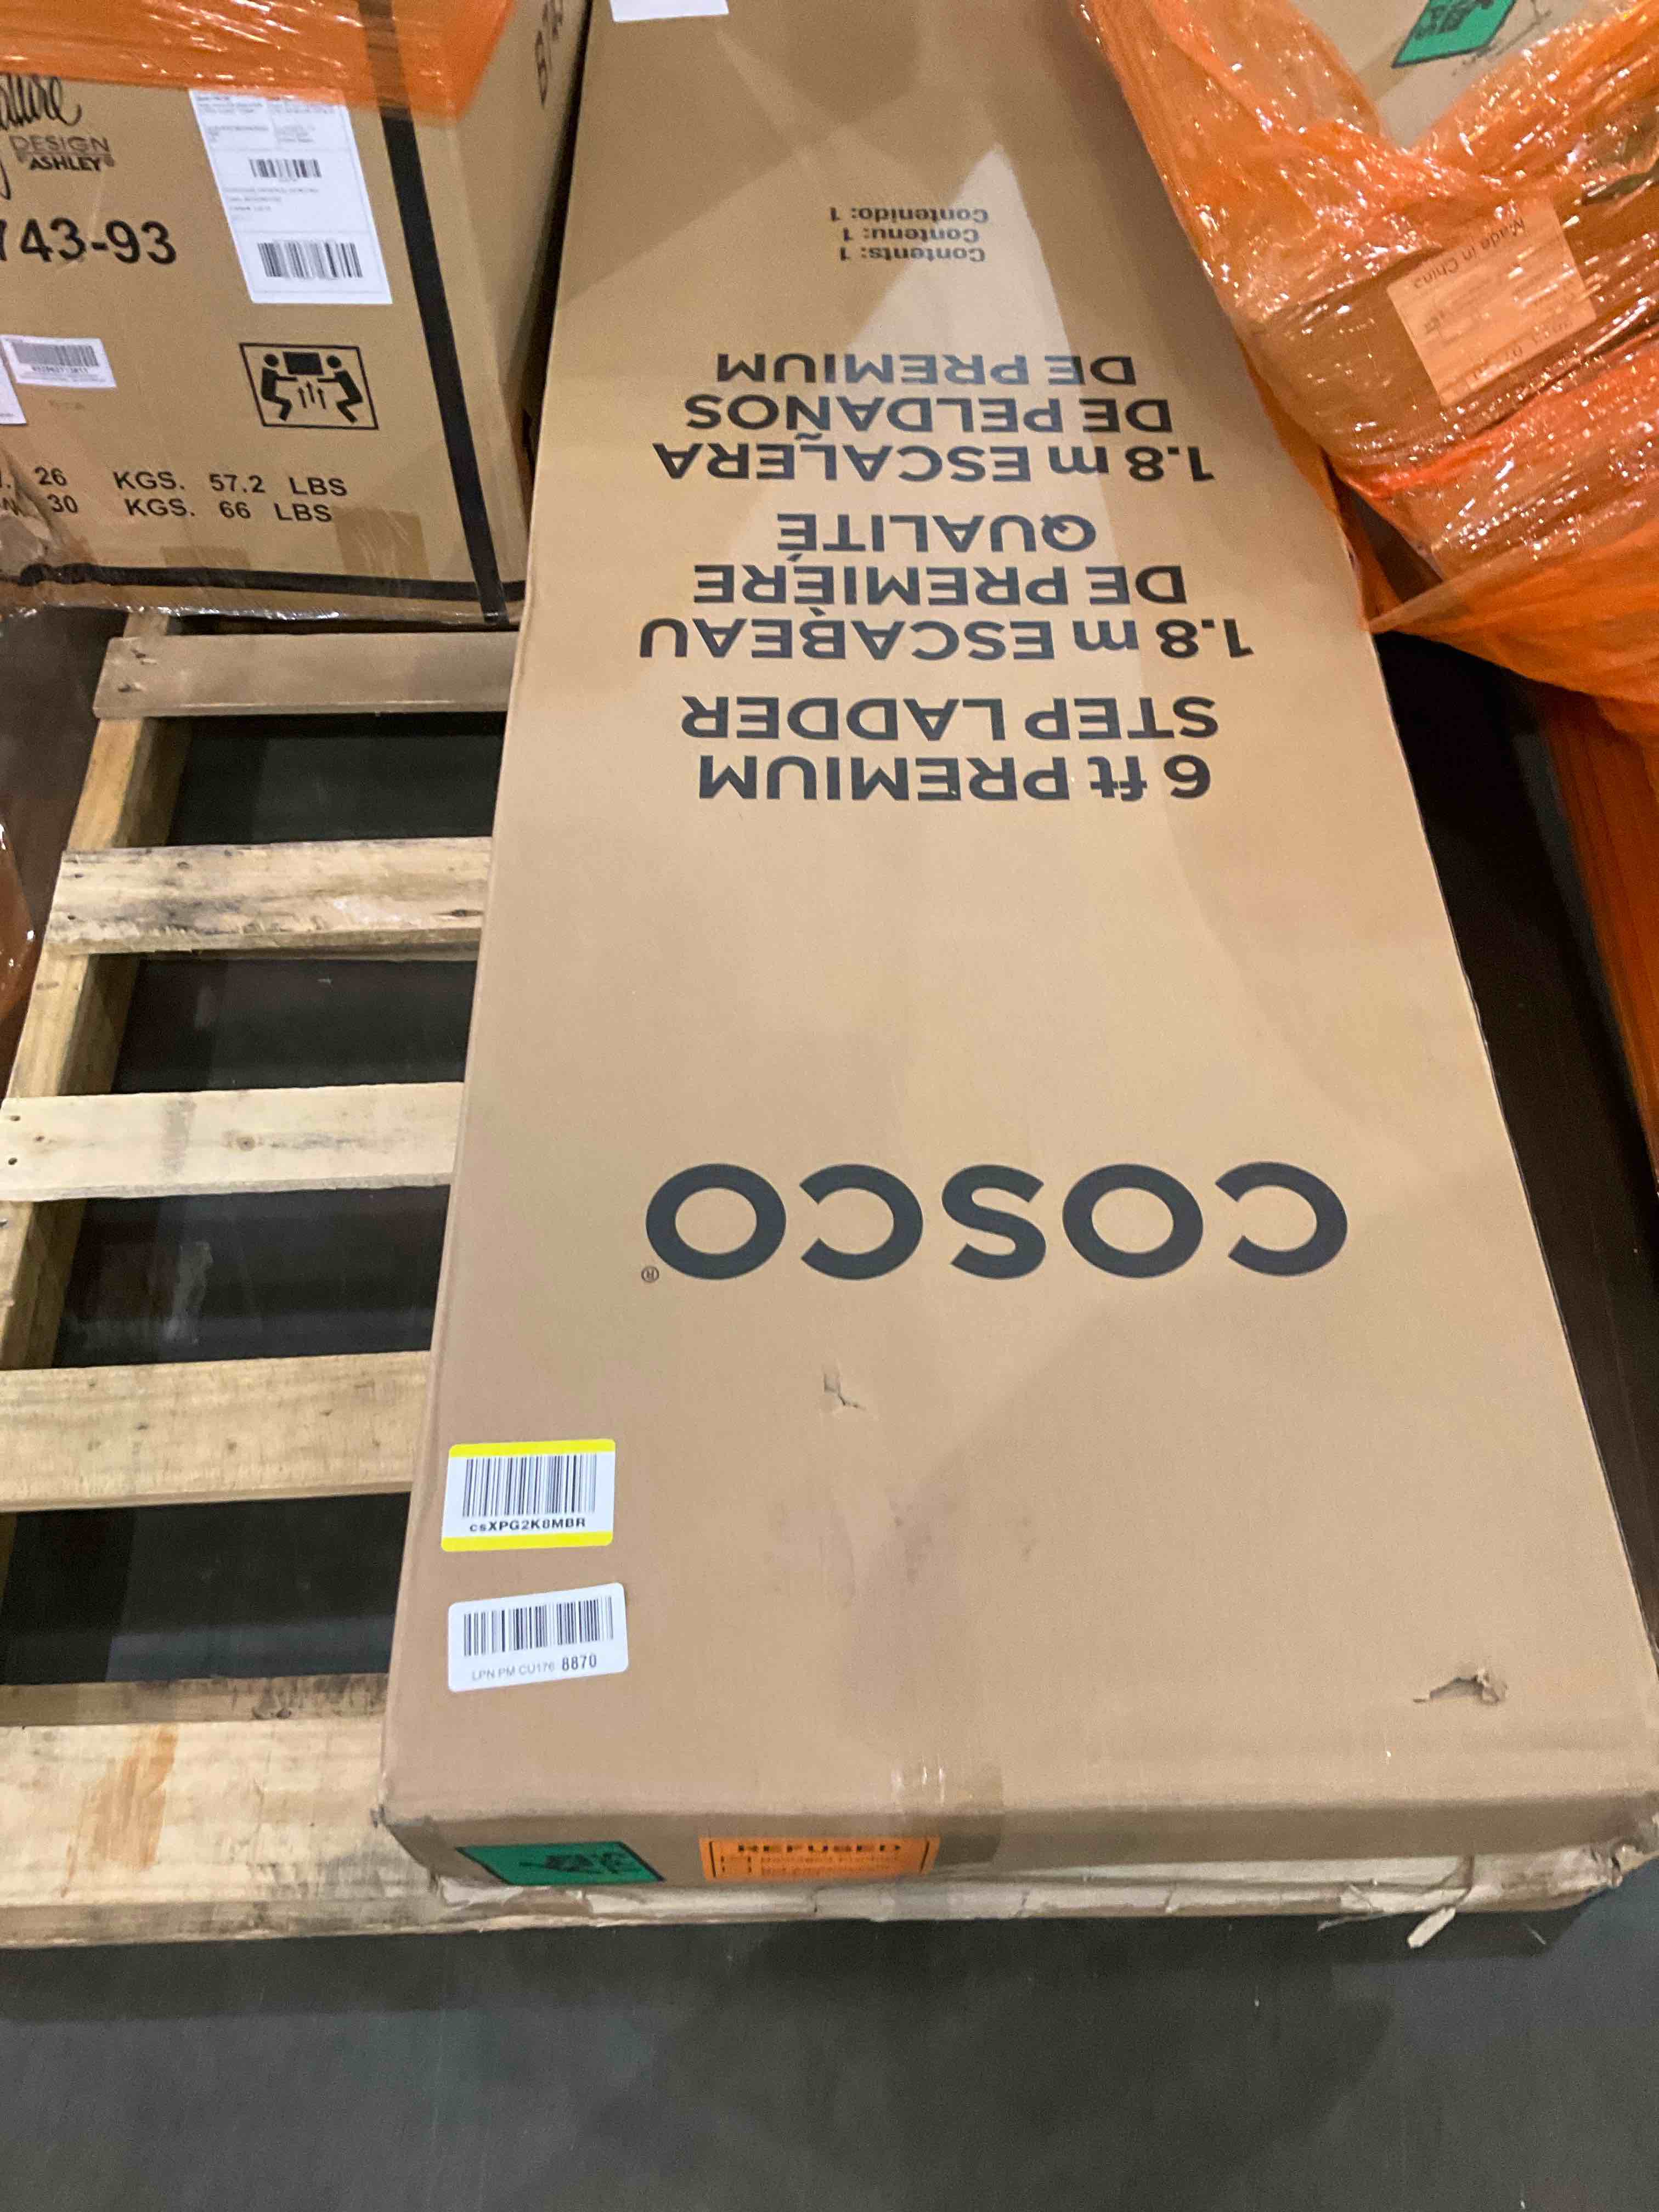 DESIGN
ASHLEY®
743-93
26 KGS. 57.2 LBS
30 KGS. 66 LBS
COSCO®
6 ft PREMIUM
STEP LADDER
1.8 m ESCABEAU
DE PREMIÈRE
QUALITÉ
1.8 m ESCALERA
DE PELDAÑOS
DE PREMIUM
Contents: 1
Contenu: 1
Contenido: 1
csXPG2K8MBR
LPN PM CU176 8870
REFUSED
Made in China